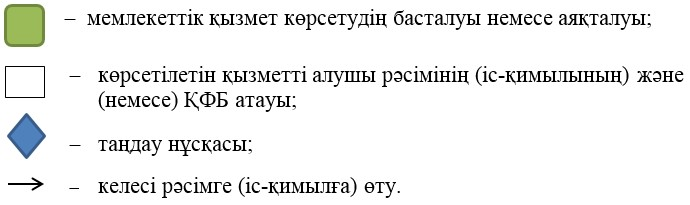 – мемлекеттік қызмет көрсетудің басталуы немесе аяқталуы;
– көрсетілетін қызметті алушы рәсімінің (іс-қимылының) және
(немесе) ҚФБ атауы;
– таңдау нұсқасы;
– келесі рәсімге (іс-қимылға) өту.